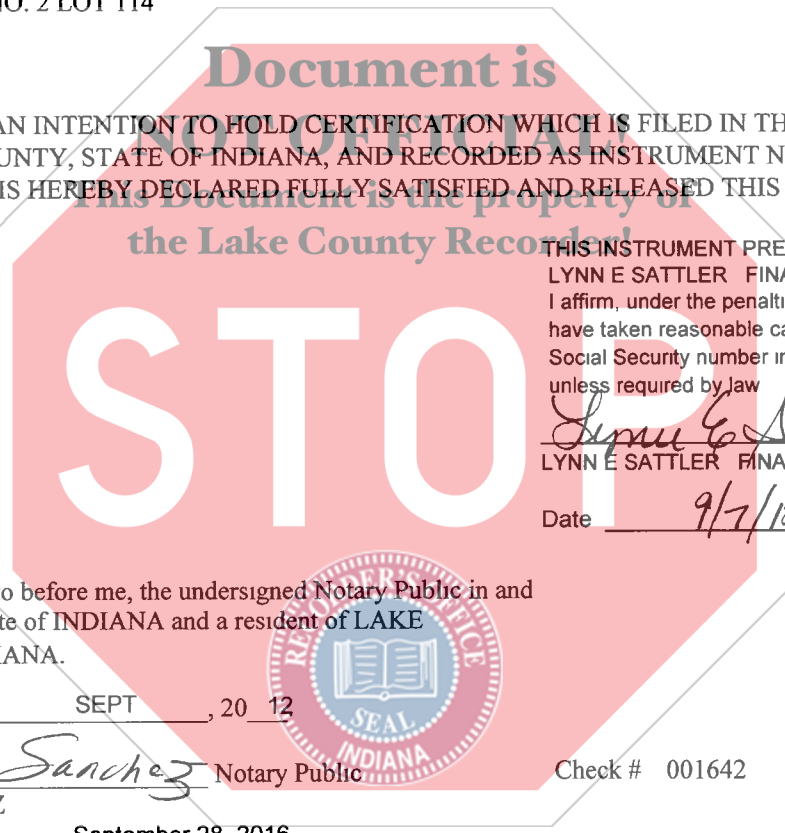 NO. 2 LOT 114
Document is
NOT OFFICIAL!
This Document is the property of
the Lake County Recorder!
AN INTENTION TO HOLD CERTIFICATION WHICH IS FILED IN TH
UNTY, STATE OF INDIANA, AND RECORDED AS INSTRUMENT N
IS HEREBY DECLARED FULLY SATISFIED AND RELEASED THIS
THIS INSTRUMENT PRE
LYNN E SATTLER FINA
I affirm, under the penalti
have taken reasonable ca
Social Security number in
unless required by law
Lynn E S
LYNN E SATTLER FINA
Date 9/7/1
STOP
o before me, the undersigned Notary Public in and
te of INDIANA and a resident of LAKE
IANA.
SEPT, 20 12
Sanchez Notary Public
Z
September 28, 2016
Check # 001642
RECORDER'S OFFICE
SEAL
INDIANA